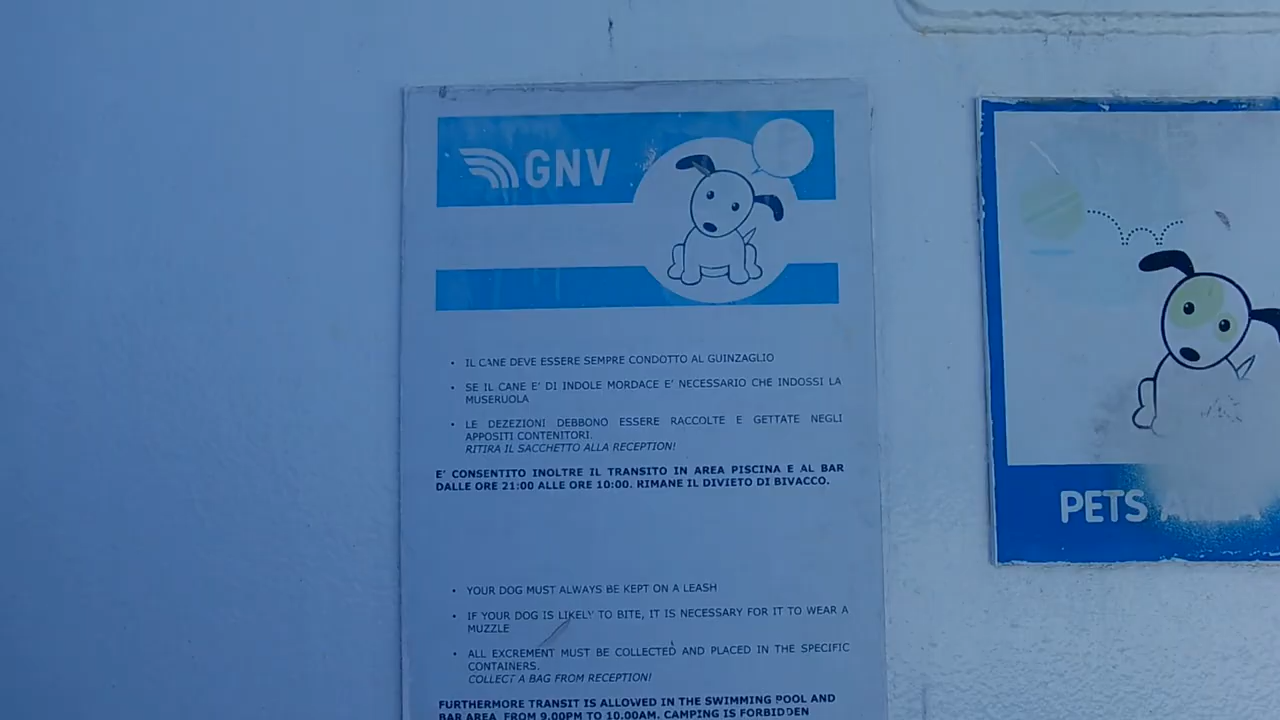 GNV
• IL CANE DEVE ESSERE SEMPRE CONDOTTO AL GUINZAGLIO
• SE IL CANE E' DI INDOLE MORDACE E' NECESSARIO CHE INDOSSI LA
MUSERUOLA
• LE DEZEZIONI DEBBONO ESSERE RACCOLTE E GETTATE NEGLI
APPOSITI CONTENITORI.
RITIRA IL SACCHETTO ALLA RECEPTION!
E' CONSENTITO INOLTRE IL TRANSITO IN AREA PISCINA E AL BAR
DALLE ORE 21:00 ALLE ORE 10:00. RIMANE IL DIVIETO DI BIVACCO.
• YOUR DOG MUST ALWAYS BE KEPT ON A LEASH
• IF YOUR DOG IS LIKELY TO BITE, IT IS NECESSARY FOR IT TO WEAR A
MUZZLE
• ALL EXCREMENT MUST BE COLLECTED AND PLACED IN THE SPECIFIC
CONTAINERS.
COLLECT A BAG FROM RECEPTION!
FURTHERMORE TRANSIT IS ALLOWED IN THE SWIMMING POOL AND
BAR AREA, FROM 9.00PM TO 10.00AM. CAMPING IS FORBIDDEN
PETS